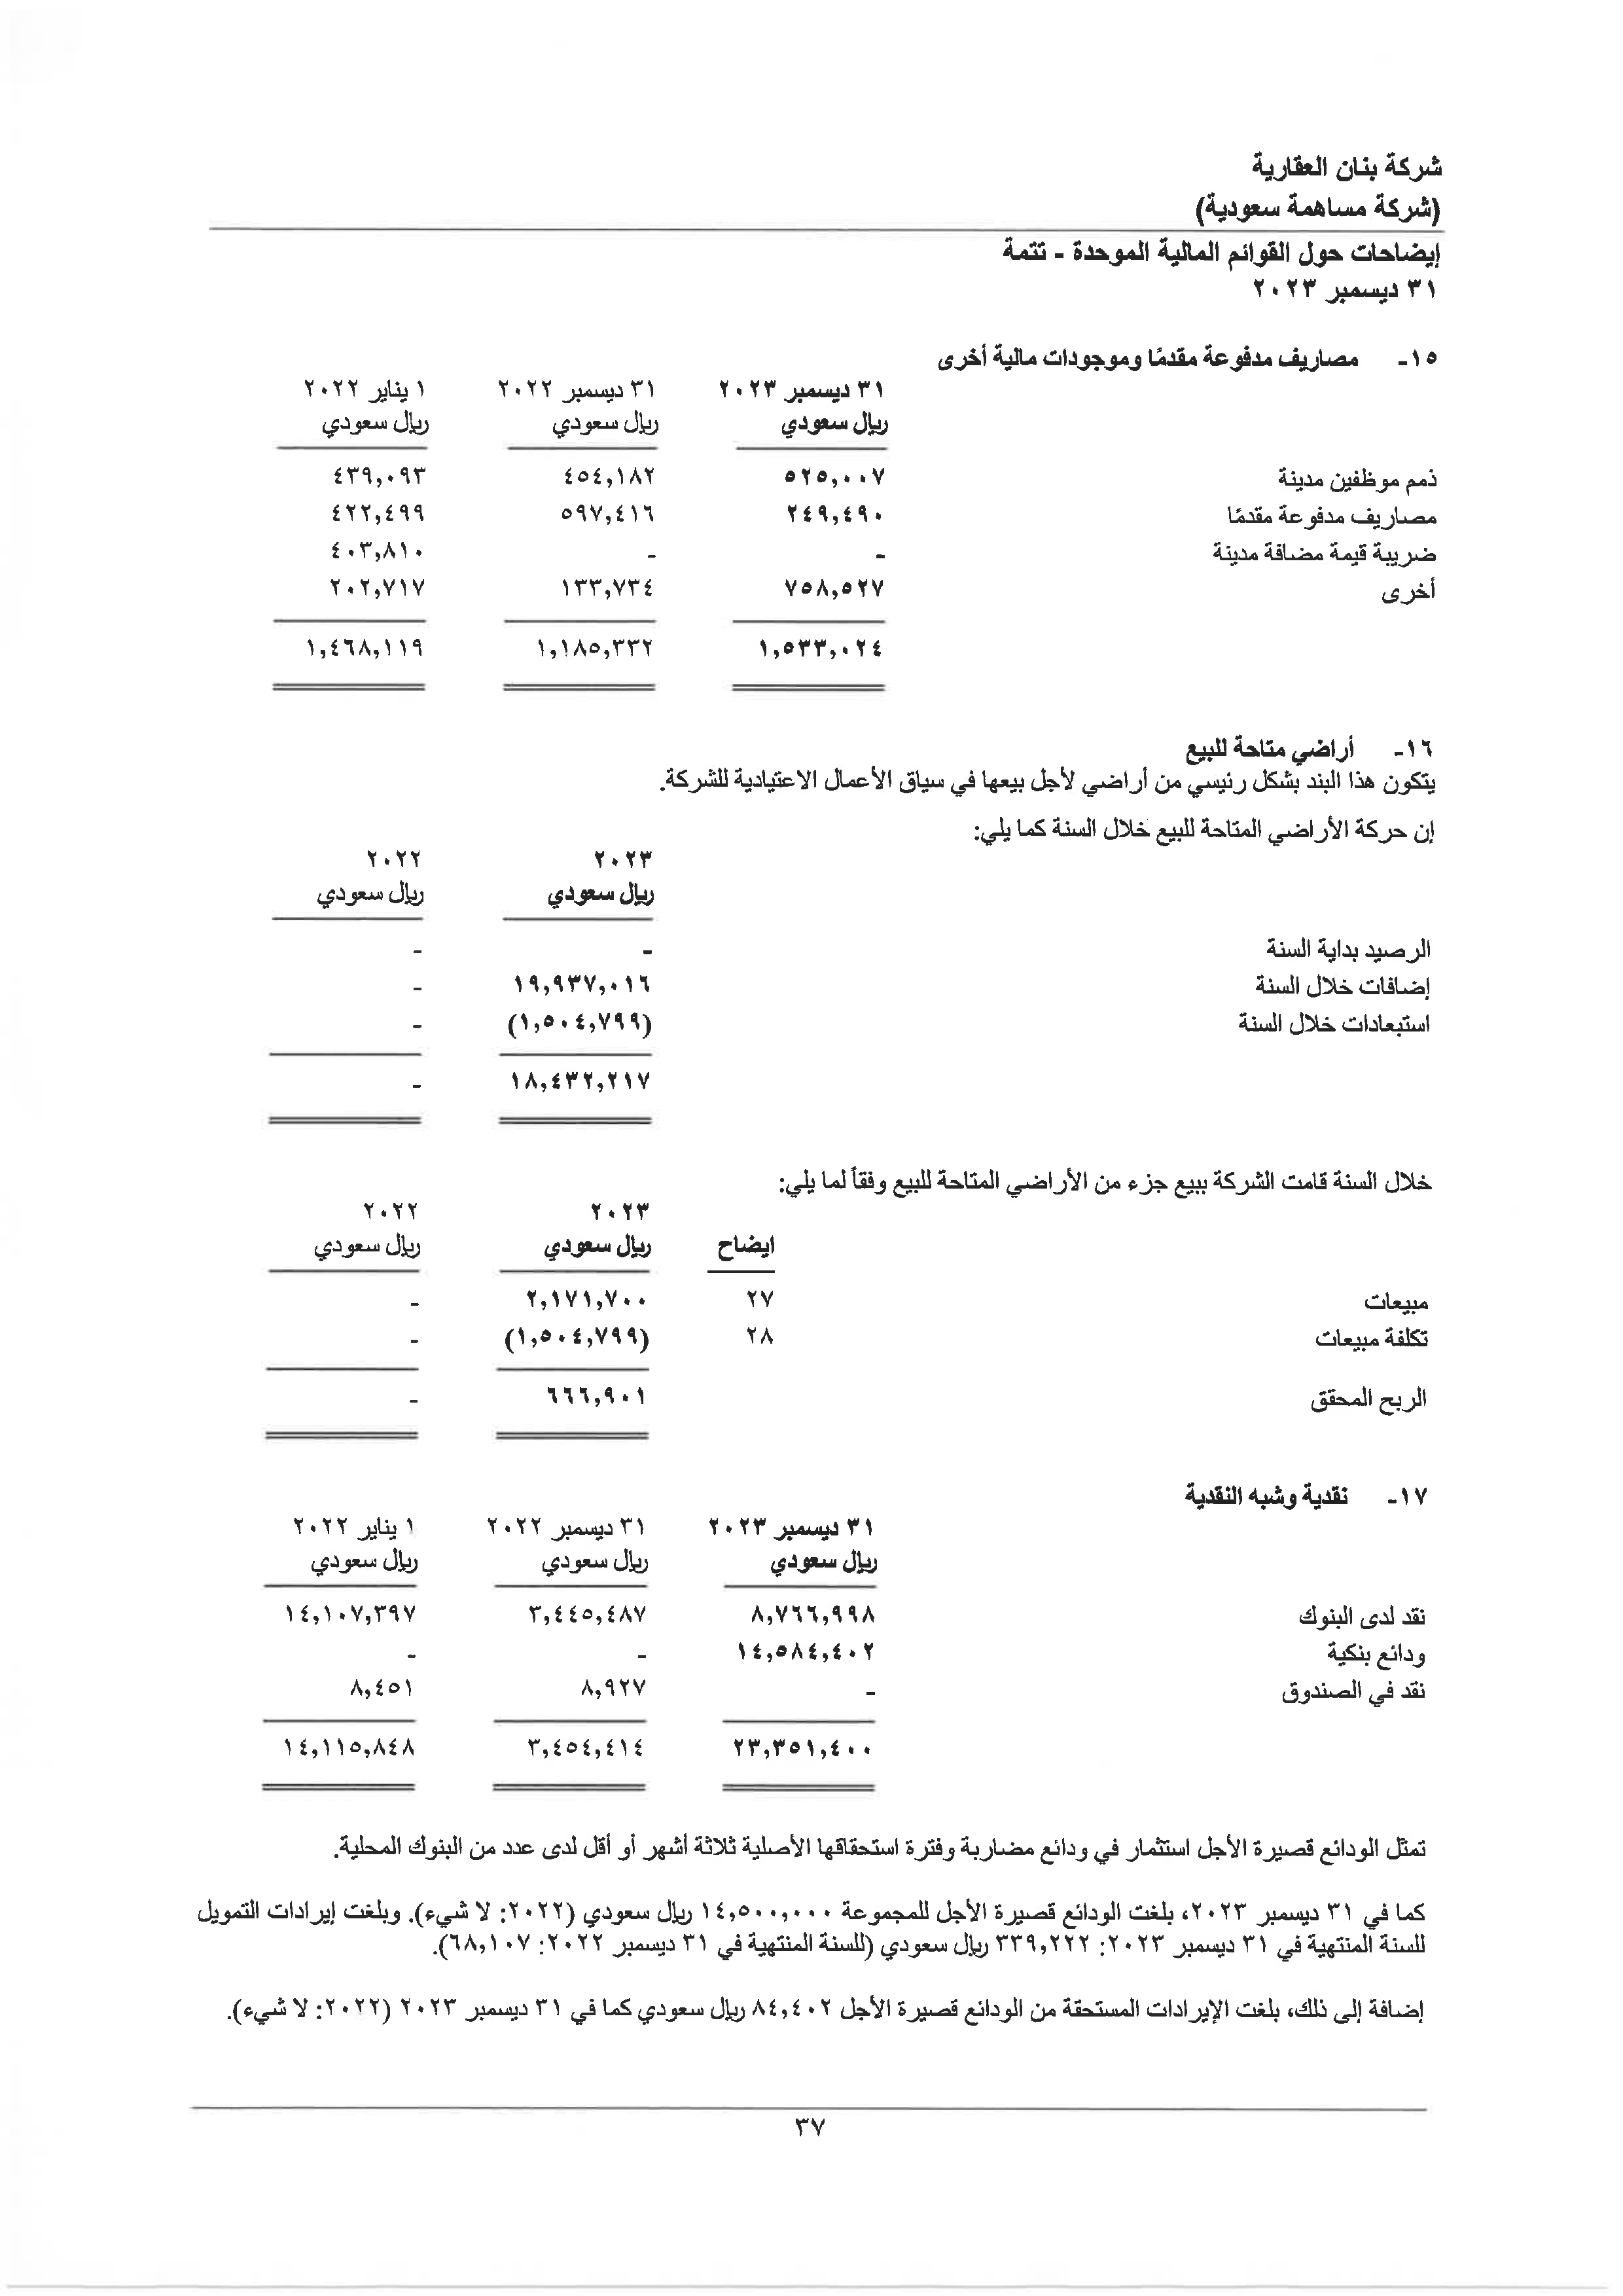 شركة بنان العقارية
(شركة مساهمة سعودية)
إيضاحات حول القوائم المالية الموحدة - تتمة
٣١ ديسمبر ٢٠٢٣
١٥- مصاريف مدفوعة مقدمًا وموجودات مالية أخرى
٣١ ديسمبر ٢٠٢٣ ٣١ ديسمبر ٢٠٢٢ ١ يناير ٢٠٢٢
ريال سعودي ريال سعودي ريال سعودي
ذمم موظفين مدينة ٥٢٥,٠٠٧ ٤٥٤,١٨٢ ٤٣٩,٠٩٣
مصاريف مدفوعة مقدمًا ٢٤٩,٤٩٠ ٥٩٧,٤١٦ ٤٢٢,٤٩٩
ضريبة قيمة مضافة مدينة - - ٤٠٣,٨١٠
أخرى ٧٥٨,٥٢٧ ١٣٣,٧٣٤ ٢٠٢,٧١٧
١,٥٣٣,٠٢٤ ١,١٨٥,٣٣٢ ١,٤٦٨,١١٩
١٦- أراضي متاحة للبيع
يتكون هذا البند بشكل رئيسي من أراضي لأجل بيعها في سياق الأعمال الاعتيادية للشركة.
إن حركة الأراضي المتاحة للبيع خلال السنة كما يلي:
٢٠٢٣ ٢٠٢٢
ريال سعودي ريال سعودي
الرصيد بداية السنة - -
إضافات خلال السنة ١٩,٩٣٧,٠١٦ -
استبعادات خلال السنة (١,٥٠٤,٧٩٩) -
١٨,٤٣٢,٢١٧ -
خلال السنة قامت الشركة ببيع جزء من الأراضي المتاحة للبيع وفقاً لما يلي:
٢٠٢٣ ٢٠٢٢
ايضاح ريال سعودي ريال سعودي
مبيعات ٢٧ ٢,١٧١,٧٠٠ -
تكلفة مبيعات ٢٨ (١,٥٠٤,٧٩٩) -
الربح المحقق ٦٦٦,٩٠١ -
١٧- نقدية وشبه النقدية
٣١ ديسمبر ٢٠٢٣ ٣١ ديسمبر ٢٠٢٢ ١ يناير ٢٠٢٢
ريال سعودي ريال سعودي ريال سعودي
نقد لدى البنوك ٨,٧٦٦,٩٩٨ ٣,٤٤٥,٤٨٧ ١٤,١٠٧,٣٩٧
ودائع بنكية ١٤,٥٨٤,٤٠٢ - -
نقد في الصندوق - ٨,٩٢٧ ٨,٤٥١
٢٣,٣٥١,٤٠٠ ٣,٤٥٤,٤١٤ ١٤,١١٥,٨٤٨
تمثل الودائع قصيرة الأجل استثمار في ودائع مضاربة وفترة استحقاقها الأصلية ثلاثة أشهر أو أقل لدى عدد من البنوك المحلية.
كما في ٣١ ديسمبر ٢٠٢٣، بلغت الودائع قصيرة الأجل للمجموعة ١٤,٥٠٠,٠٠٠ ريال سعودي (٢٠٢٢: لا شيء). وبلغت إيرادات التمويل
للسنة المنتهية في ٣١ ديسمبر ٢٠٢٣: ٣٣٩,٢٢٢ ريال سعودي (للسنة المنتهية في ٣١ ديسمبر ٢٠٢٢: ٦٨,١٠٧).
إضافة إلى ذلك، بلغت الإيرادات المستحقة من الودائع قصيرة الأجل ٨٤,٤٠٢ ريال سعودي كما في ٣١ ديسمبر ٢٠٢٣ (٢٠٢٢: لا شيء).
٣٧